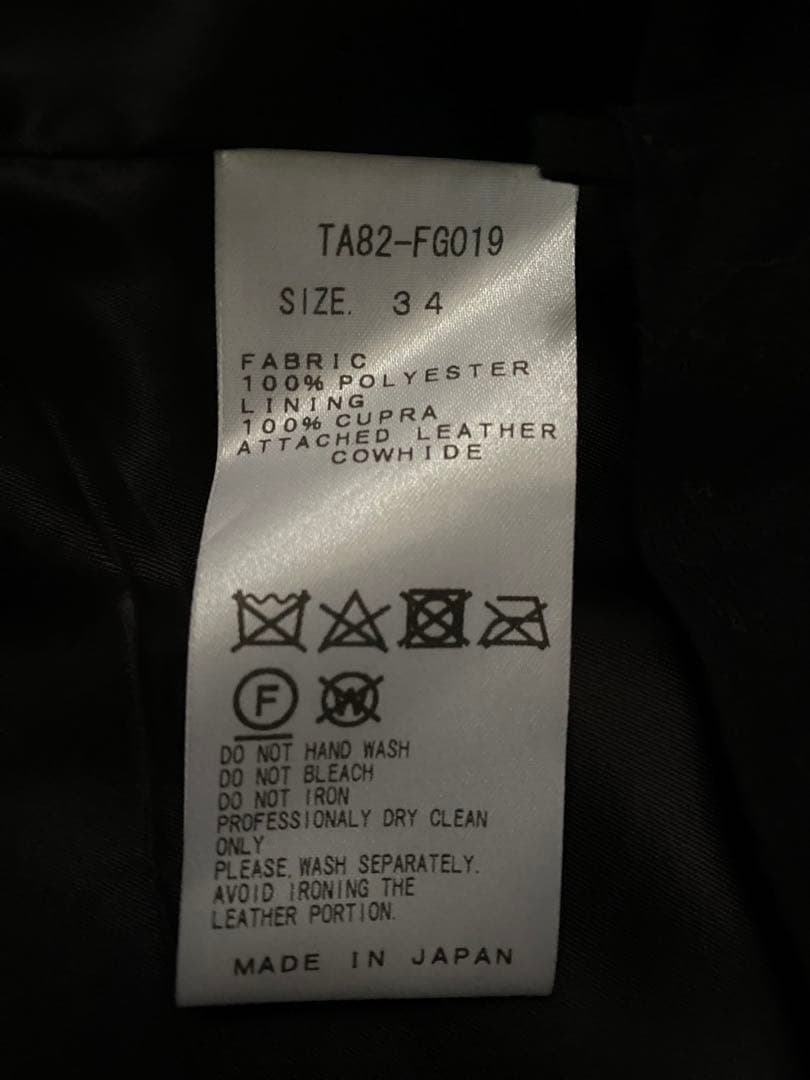 TA82-FG019
SIZE. 34
FABRIC
100% POLYESTER
LINING
100% CUPRA
ATTACHED LEATHER
COWHIDE
F W
DO NOT HAND WASH
DO NOT BLEACH
DO NOT IRON
PROFESSIONALY DRY CLEAN
ONLY
PLEASE. WASH SEPARATELY.
AVOID IRONING THE
LEATHER PORTION.
MADE IN JAPAN